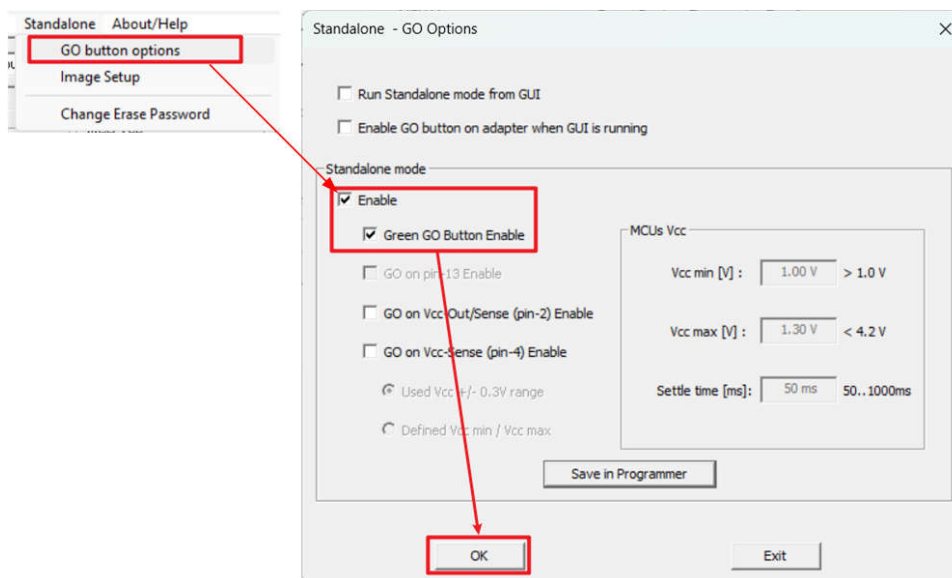 Standalone About/Help
GO button options
Image Setup
Change Erase Password
Standalone - GO Options
Run Standalone mode from GUI
Enable GO button on adapter when GUI is running
Standalone mode
Enable
Green GO Button Enable
GO on pin-13 Enable
GO on Vcc-Out/Sense (pin-2) Enable
GO on Vcc-Sense (pin-4) Enable
Used Vcc +/- 0.3V range
Defined Vcc min / Vcc max
MCUs Vcc
Vcc min [V] : 1.00 V > 1.0 V
Vcc max [V] : 1.30 V < 4.2 V
Settle time [ms]: 50 ms 50..1000ms
Save in Programmer
OK Exit